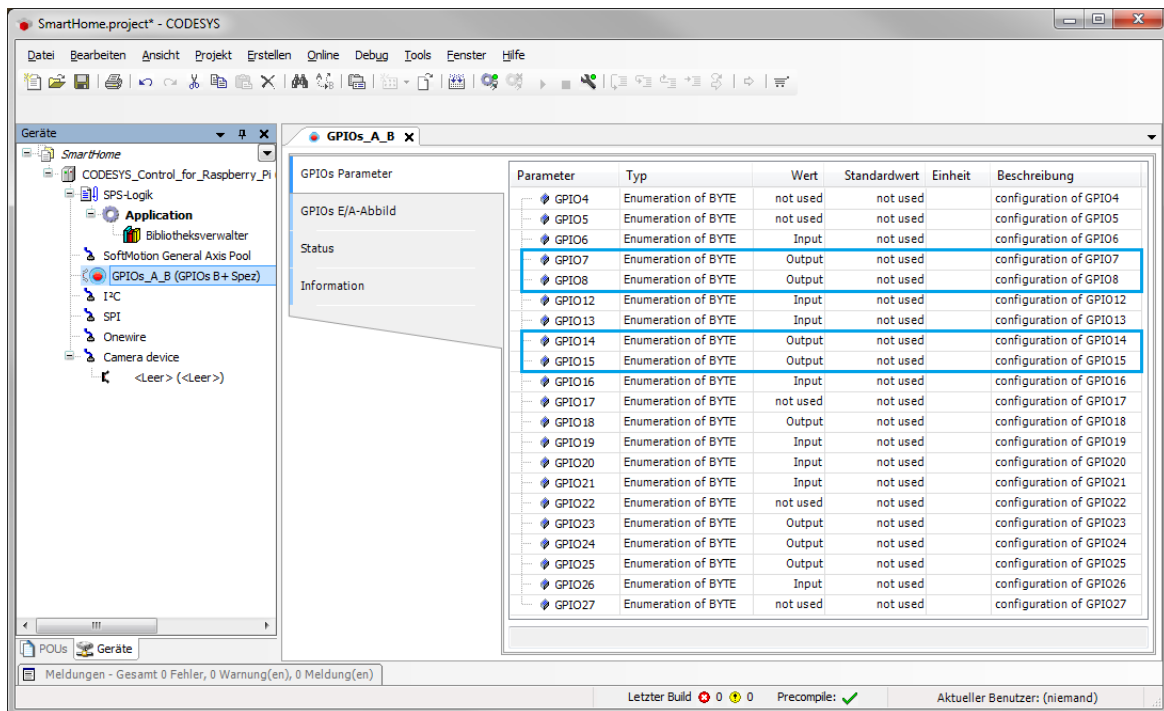 SmartHome.project* - CODESYS
Datei Bearbeiten Ansicht Projekt Erstellen Online Debug Tools Fenster Hilfe
Geräte
SmartHome
CODESYS_Control_for_Raspberry_Pi
SPS-Logik
Application
Bibliotheksverwalter
SoftMotion General Axis Pool
GPIOs_A_B (GPIOs B+ Spez)
I²C
SPI
Onewire
Camera device
<Leer> (<Leer>)
POUs Geräte
GPIOs_A_B X
GPIOs Parameter
GPIOs E/A-Abbild
Status
Information
Parameter Typ Wert Standardwert Einheit Beschreibung
GPIO4 Enumeration of BYTE not used not used configuration of GPIO4
GPIO5 Enumeration of BYTE not used not used configuration of GPIO5
GPIO6 Enumeration of BYTE Input not used configuration of GPIO6
GPIO7 Enumeration of BYTE Output not used configuration of GPIO7
GPIO8 Enumeration of BYTE Output not used configuration of GPIO8
GPIO12 Enumeration of BYTE Input not used configuration of GPIO12
GPIO13 Enumeration of BYTE Input not used configuration of GPIO13
GPIO14 Enumeration of BYTE Output not used configuration of GPIO14
GPIO15 Enumeration of BYTE Output not used configuration of GPIO15
GPIO16 Enumeration of BYTE Input not used configuration of GPIO16
GPIO17 Enumeration of BYTE not used not used configuration of GPIO17
GPIO18 Enumeration of BYTE Output not used configuration of GPIO18
GPIO19 Enumeration of BYTE Input not used configuration of GPIO19
GPIO20 Enumeration of BYTE Input not used configuration of GPIO20
GPIO21 Enumeration of BYTE Input not used configuration of GPIO21
GPIO22 Enumeration of BYTE not used not used configuration of GPIO22
GPIO23 Enumeration of BYTE Output not used configuration of GPIO23
GPIO24 Enumeration of BYTE Output not used configuration of GPIO24
GPIO25 Enumeration of BYTE Output not used configuration of GPIO25
GPIO26 Enumeration of BYTE Input not used configuration of GPIO26
GPIO27 Enumeration of BYTE not used not used configuration of GPIO27
Meldungen - Gesamt 0 Fehler, 0 Warnung(en), 0 Meldung(en)
Letzter Build 0 0 Precompile: Aktueller Benutzer: (niemand)